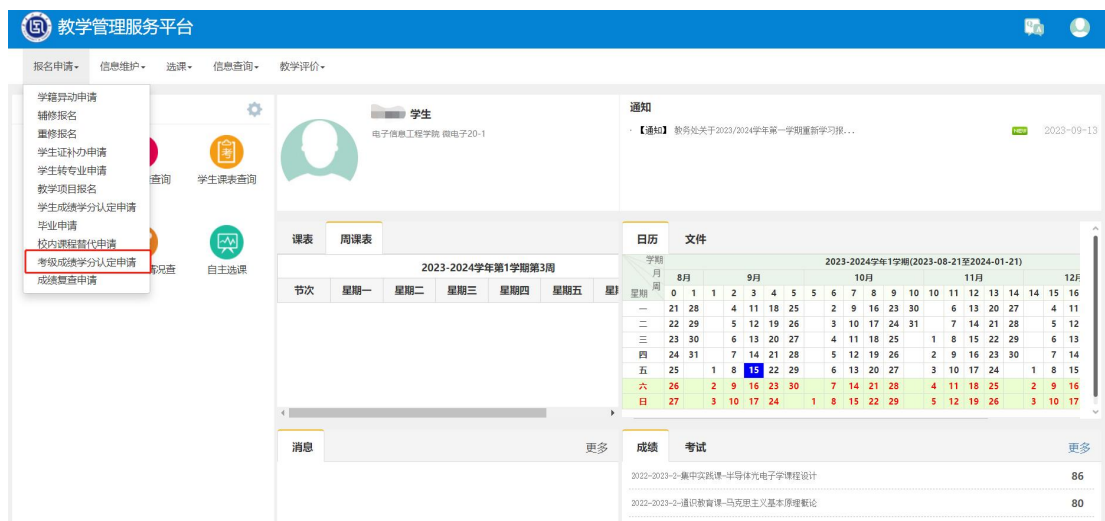 教学管理服务平台
报名申请 信息维护 选课 信息查询 教学评价
学籍异动申请
辅修报名
重修报名
学生证补办申请
学生转专业申请
教学项目报名
学生成绩学分认定申请
毕业申请
校内课程替代申请
考级成绩学分认定申请
成绩复查申请
查询 学生课表查询
况查 自主选课
学生
电子信息工程学院 微电子20-1
通知
· 【通知】 教务处关于2023/2024学年第一学期重新学习报... NEW 2023-09-13
课表 周课表
2023-2024学年第1学期第3周
节次 星期一 星期二 星期三 星期四 星期五 星
日历 文件
学期 2023-2024学年1学期(2023-08-21至2024-01-21)
月 8月 9月 10月 11月 12月
周
星期 0 1 1 2 3 4 5 5 6 7 8 9 10 10 11 12 13 14 14 15 16
一 21 28 4 11 18 25 2 9 16 23 30 6 13 20 27 4 11
二 22 29 5 12 19 26 3 10 17 24 31 7 14 21 28 5 12
三 23 30 6 13 20 27 4 11 18 25 1 8 15 22 29 6 13
四 24 31 7 14 21 28 5 12 19 26 2 9 16 23 30 7 14
五 25 1 8 15 22 29 6 13 20 27 3 10 17 24 1 8 15
六 26 2 9 16 23 30 7 14 21 28 4 11 18 25 2 9 16
日 27 3 10 17 24 1 8 15 22 29 5 12 19 26 3 10 17
消息 更多
成绩 考试 更多
2022-2023-2-集中实践课-半导体光电子学课程设计 86
2022-2023-2-通识教育课-马克思主义基本原理概论 80